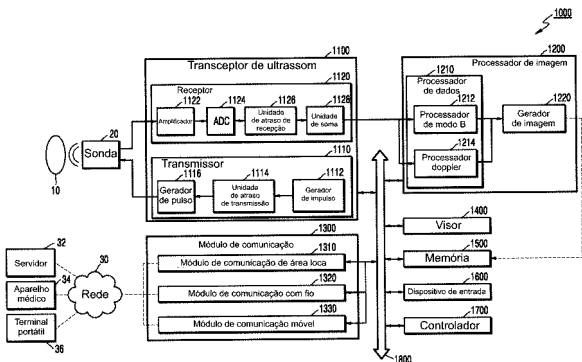 1000
1100
Transceptor de ultrassom
1120
Receptor
1122
Amplificador
1124
ADC
1126
Unidade
de atraso de
recepção
1128
Unidade
de soma
1110
Transmissor
1116
Gerador
de pulso
1114
Unidade
de atraso de
transmissão
1112
Gerador
de impulso
20
Sonda
10
1200
Processador de imagem
1210
Processador
de dados
1212
Processador
de modo B
1214
Processador
doppler
1220
Gerador
de imagem
1300
Módulo de comunicação
1310
Módulo de comunicação de área loca
1320
Módulo de comunicação com fio
1330
Módulo de comunicação móvel
32
Servidor
34
Aparelho
médico
36
Terminal
portátil
30
Rede
1400
Visor
1500
Memória
1600
Dispositivo de entrada
1700
Controlador
1800